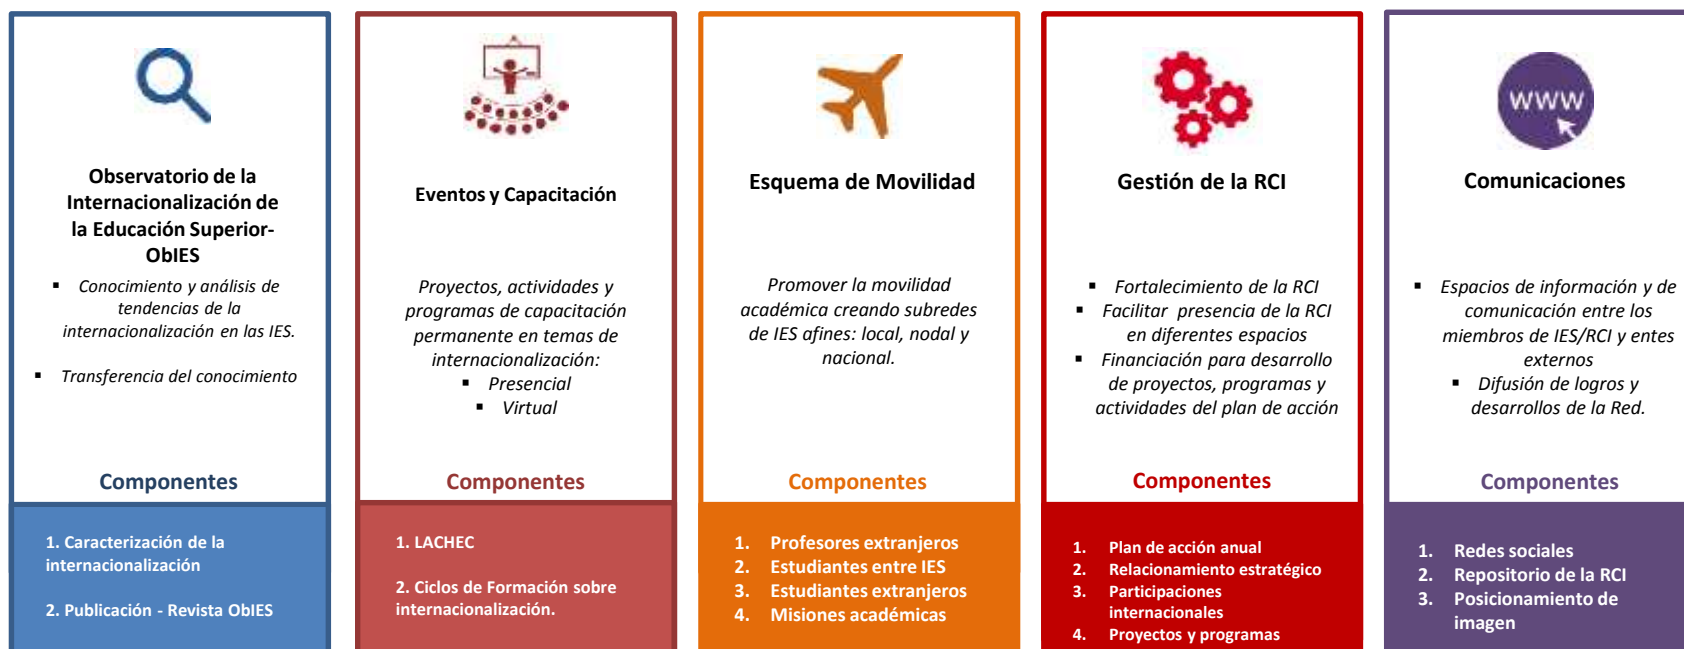 Observatorio de la
Internacionalización de
la Educación Superior-
ObIES
▪ Conocimiento y análisis de
tendencias de la
internacionalización en las IES.
▪ Transferencia del conocimiento
Componentes
1. Caracterización de la
internacionalización
2. Publicación - Revista ObIES
Eventos y Capacitación
Proyectos, actividades y
programas de capacitación
permanente en temas de
internacionalización:
▪ Presencial
▪ Virtual
Componentes
1. LACHEC
2. Ciclos de Formación sobre
internacionalización.
Esquema de Movilidad
Promover la movilidad
académica creando subredes
de IES afines: local, nodal y
nacional.
Componentes
1. Profesores extranjeros
2. Estudiantes entre IES
3. Estudiantes extranjeros
4. Misiones académicas
Gestión de la RCI
▪ Fortalecimiento de la RCI
▪ Facilitar presencia de la RCI
en diferentes espacios
▪ Financiación para desarrollo
de proyectos, programas y
actividades del plan de acción
Componentes
1. Plan de acción anual
2. Relacionamiento estratégico
3. Participaciones
internacionales
4. Proyectos y programas
www
Comunicaciones
▪ Espacios de información y de
comunicación entre los
miembros de IES/RCI y entes
externos
▪ Difusión de logros y
desarrollos de la Red.
Componentes
1. Redes sociales
2. Repositorio de la RCI
3. Posicionamiento de
imagen